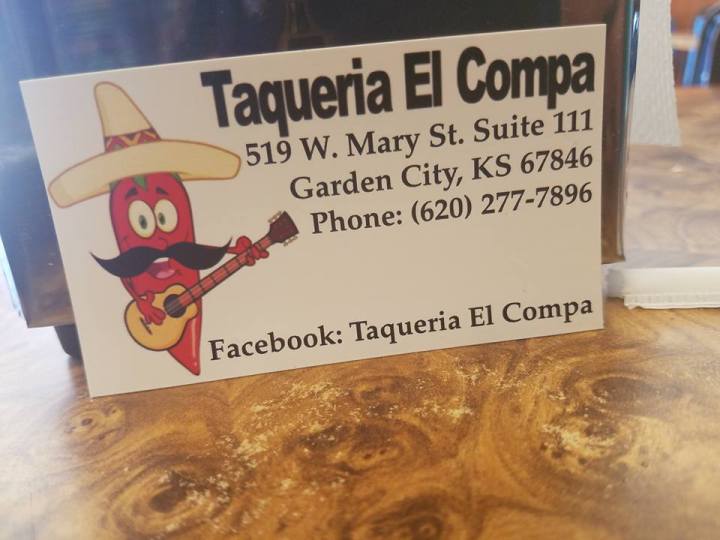 Taqueria El Compa
519 W. Mary St. Suite 111
Garden City, KS 67846
Phone: (620) 277-7896
Facebook: Taqueria El Compa